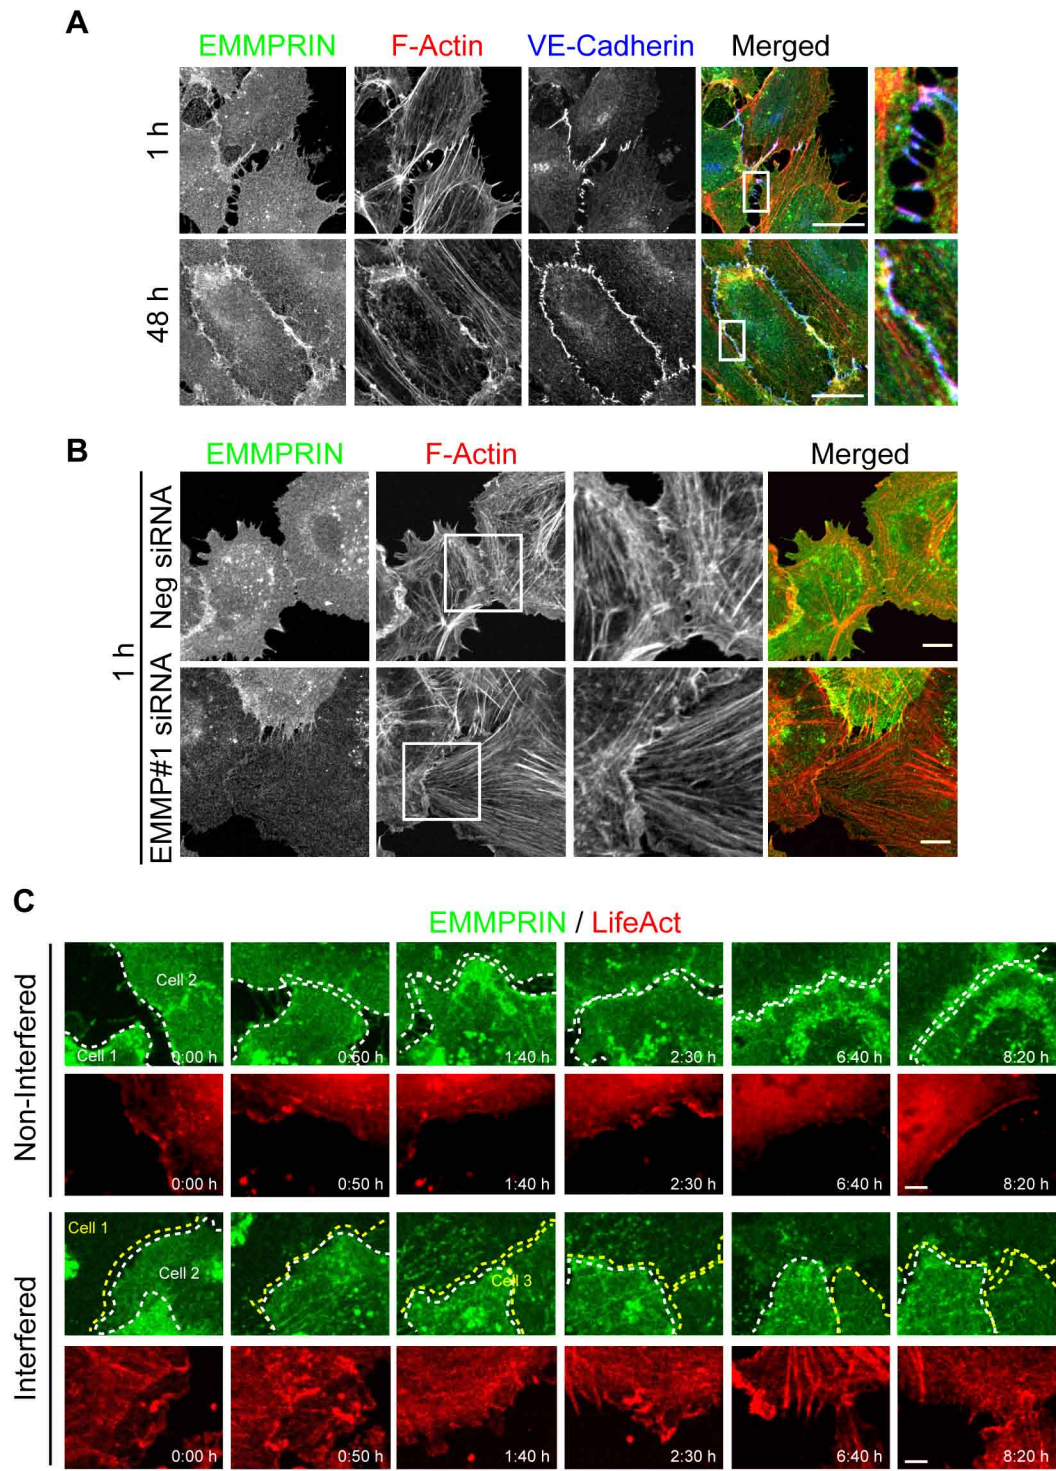 A
EMMPRIN F-Actin VE-Cadherin Merged
1 h
48 h
B
EMMPRIN F-Actin Merged
1 h
Neg siRNA
EMMP#1 siRNA
C
EMMPRIN / LifeAct
Non-Interfered
Cell 2
Cell 1 0:00 h 0:50 h 1:40 h 2:30 h 6:40 h 8:20 h
0:00 h 0:50 h 1:40 h 2:30 h 6:40 h 8:20 h
Interfered
Cell 1
Cell 2 Cell 3
0:00 h 0:50 h 1:40 h 2:30 h 6:40 h 8:20 h